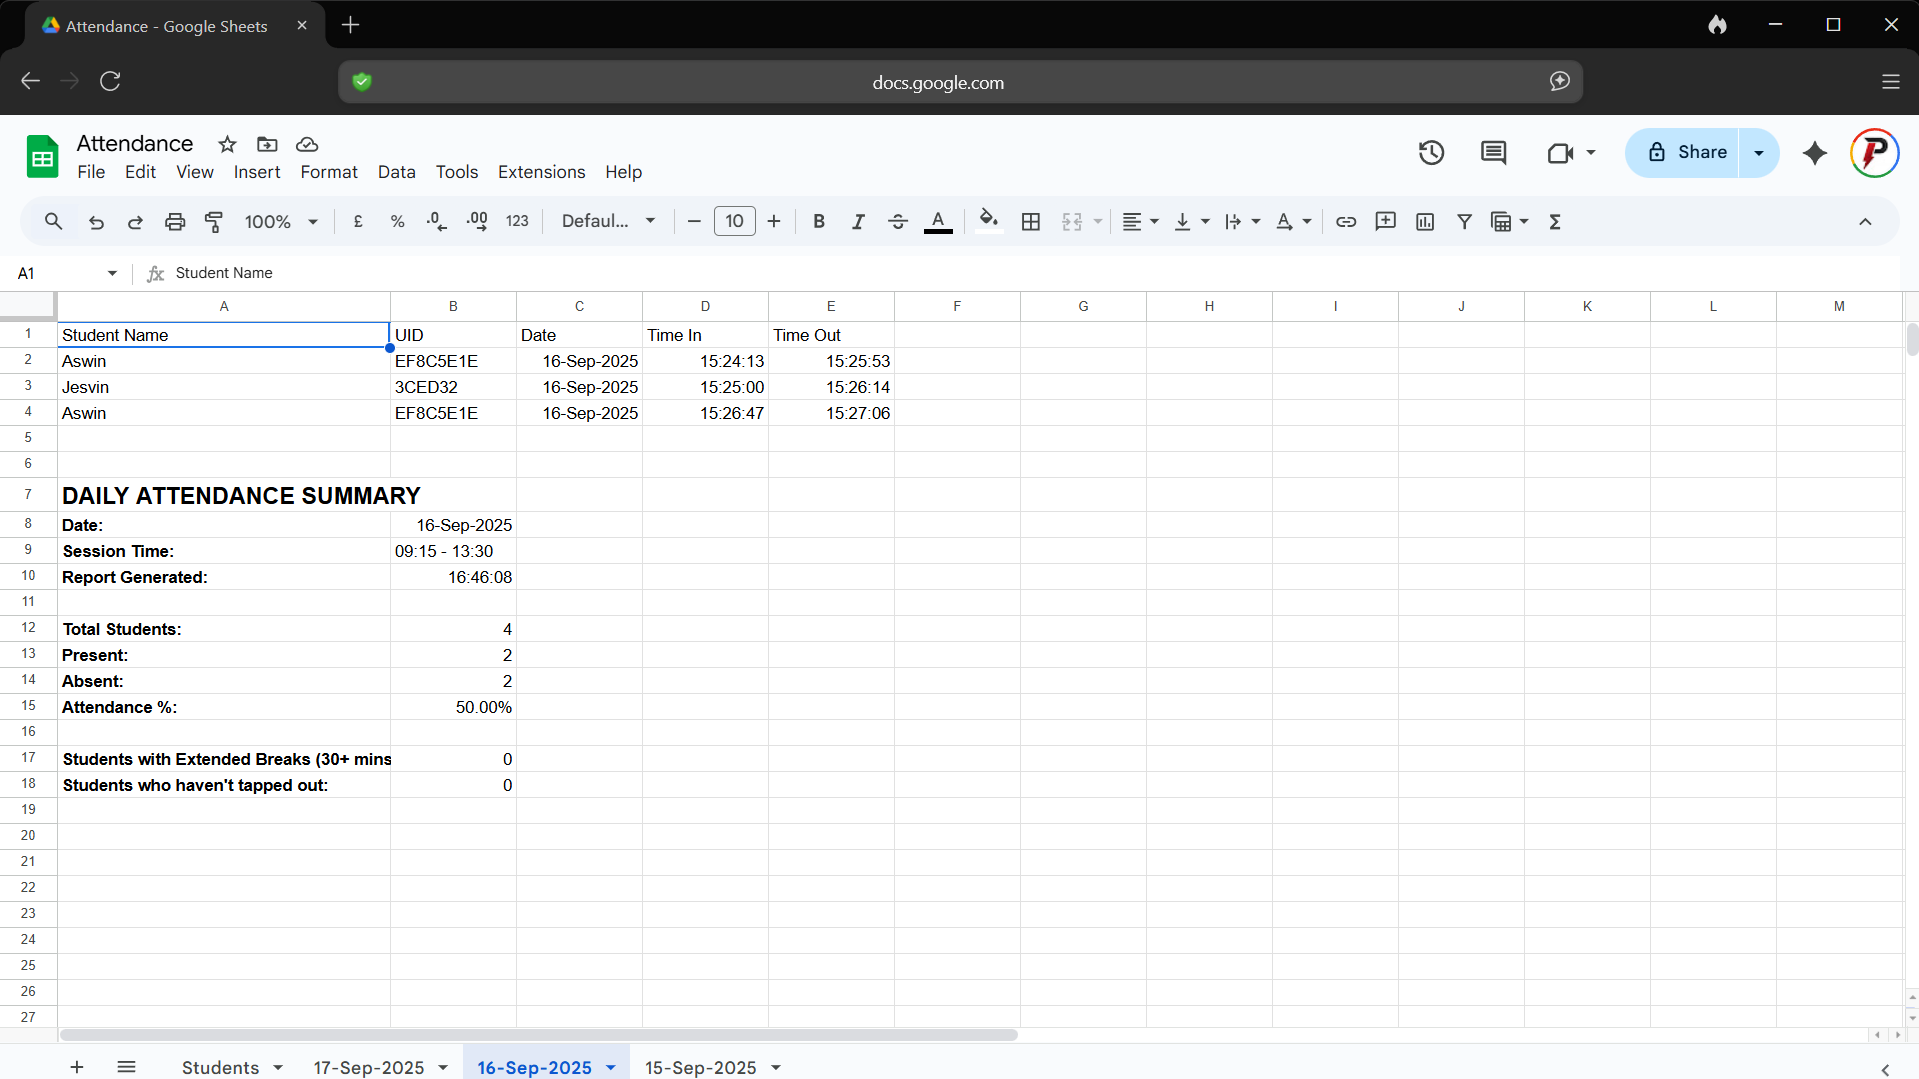 Attendance - Google Sheets
docs.google.com
Attendance
File Edit View Insert Format Data Tools Extensions Help
Share
100% £ % .0 .00 123 Defaul... 10 B I A A Σ
A1 fx Student Name
A B C D E F G H I J K L M
1 Student Name UID Date Time In Time Out
2 Aswin EF8C5E1E 16-Sep-2025 15:24:13 15:25:53
3 Jesvin 3CED32 16-Sep-2025 15:25:00 15:26:14
4 Aswin EF8C5E1E 16-Sep-2025 15:26:47 15:27:06
5
6
7 DAILY ATTENDANCE SUMMARY
8 Date: 16-Sep-2025
9 Session Time: 09:15 - 13:30
10 Report Generated: 16:46:08
11
12 Total Students: 4
13 Present: 2
14 Absent: 2
15 Attendance %: 50.00%
16
17 Students with Extended Breaks (30+ mins 0
18 Students who haven't tapped out: 0
19
20
21
22
23
24
25
26
27
Students 17-Sep-2025 16-Sep-2025 15-Sep-2025